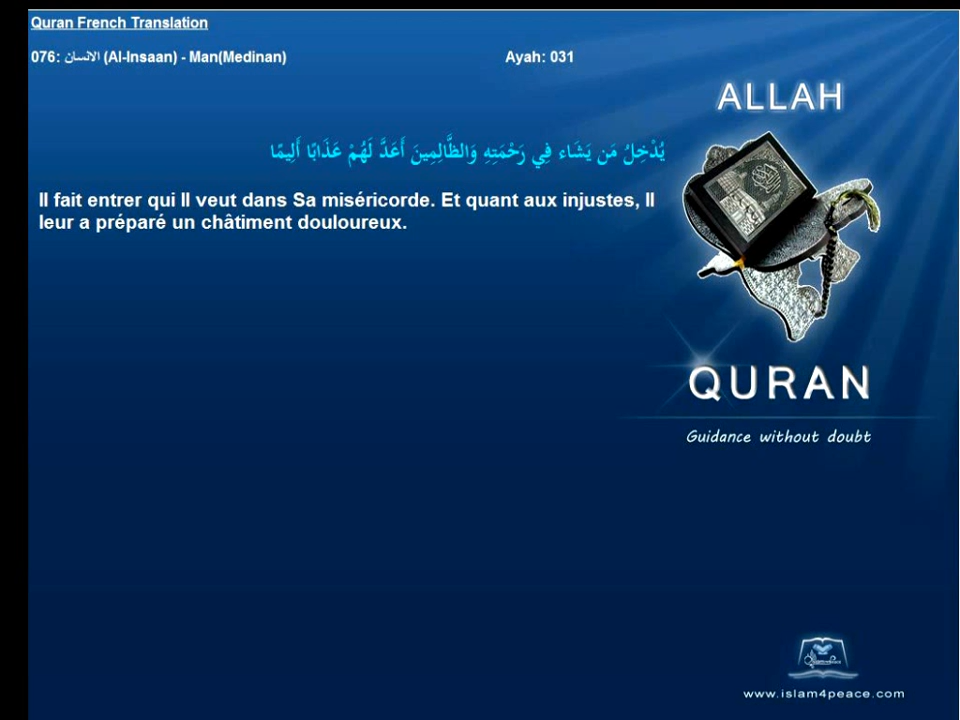 Quran French Translation
076: الانسان (Al-Insaan) - Man(Medinan) Ayah: 031
ALLAH
يُدْخِلُ مَن يَشَاء فِي رَحْمَتِهِ وَالظَّالِمِينَ أَعَدَّ لَهُمْ عَذَابًا أَلِيمًا
Il fait entrer qui Il veut dans Sa miséricorde. Et quant aux injustes, Il
leur a préparé un châtiment douloureux.
QURAN
Guidance without doubt
www.islam4peace.com